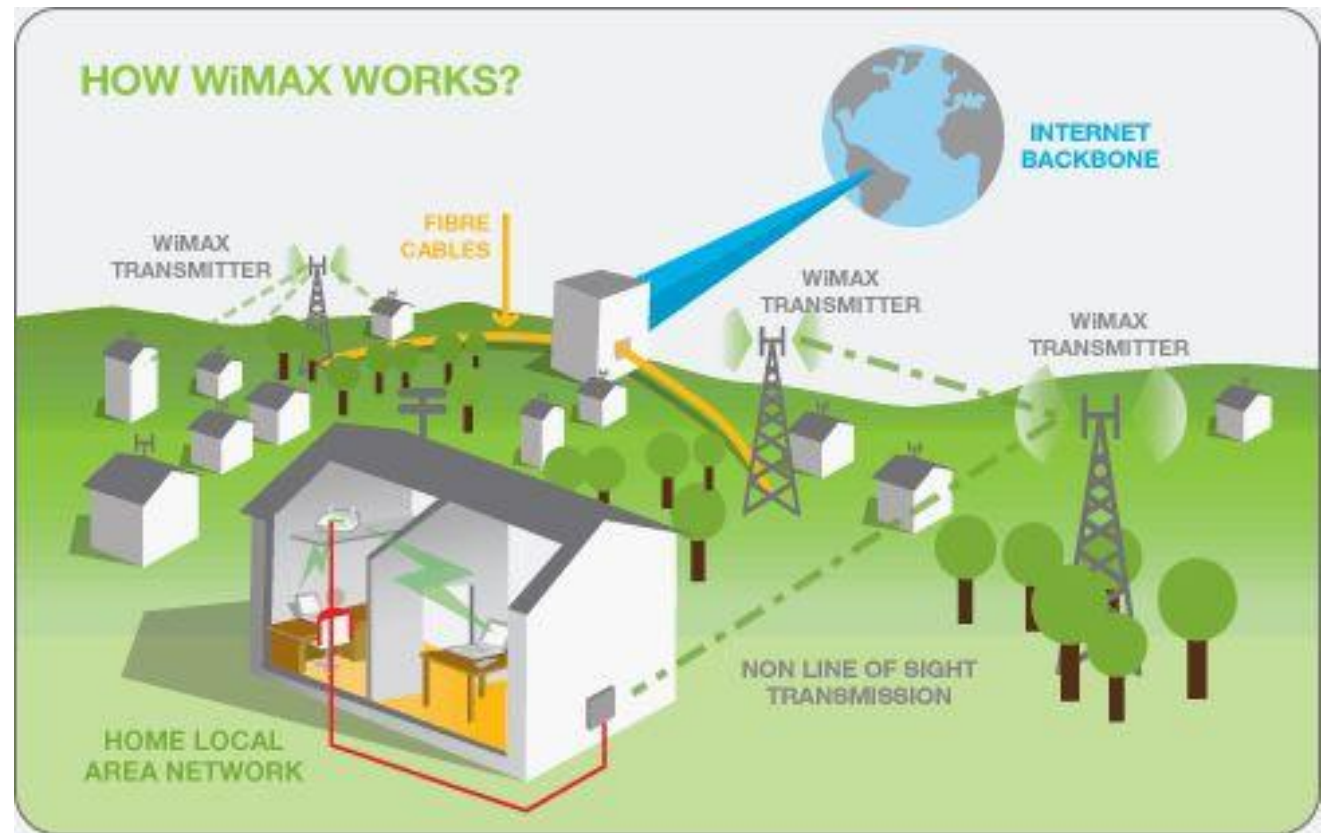 HOW WiMAX WORKS?
INTERNET
BACKBONE
FIBRE
CABLES
WiMAX
TRANSMITTER
WiMAX
TRANSMITTER
WiMAX
TRANSMITTER
NON LINE OF SIGHT
TRANSMISSION
HOME LOCAL
AREA NETWORK